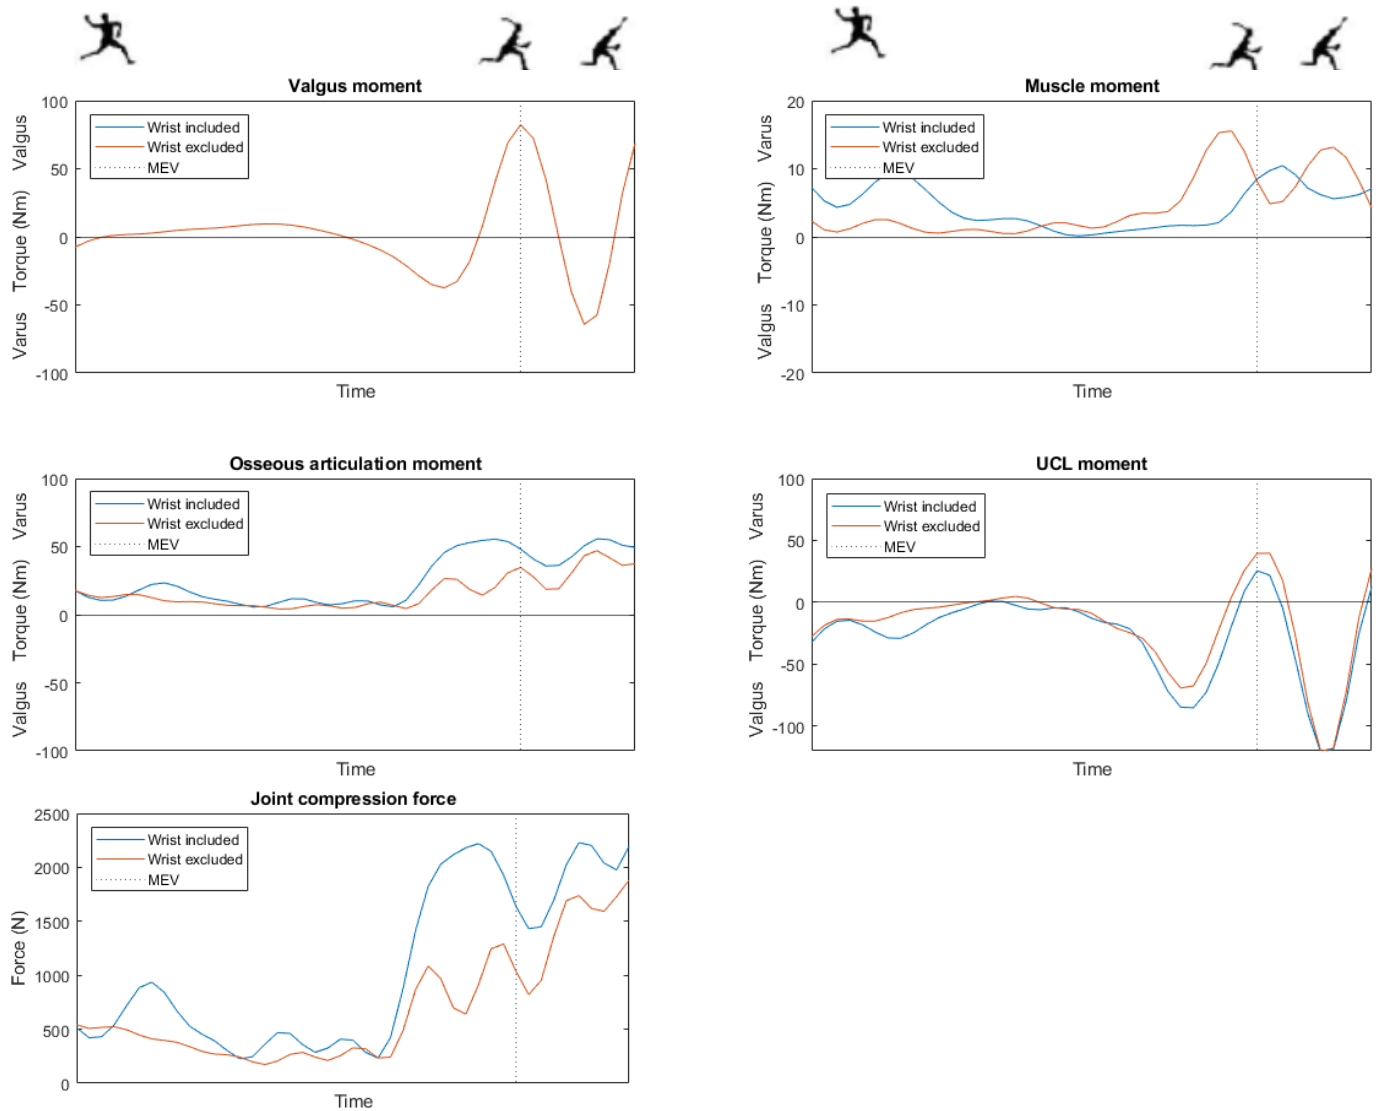 Valgus moment
100
50
0
-50
-100
Varus Torque (Nm) Valgus
Wrist included
Wrist excluded
MEV
Time
Muscle moment
20
10
0
-10
-20
Valgus Torque (Nm) Varus
Wrist included
Wrist excluded
MEV
Time
Osseous articulation moment
100
50
0
-50
-100
Valgus Torque (Nm) Varus
Wrist included
Wrist excluded
MEV
Time
UCL moment
100
50
0
-50
-100
Valgus Torque (Nm) Varus
Wrist included
Wrist excluded
MEV
Time
Joint compression force
2500
2000
1500
1000
500
0
Force (N)
Wrist included
Wrist excluded
MEV
Time